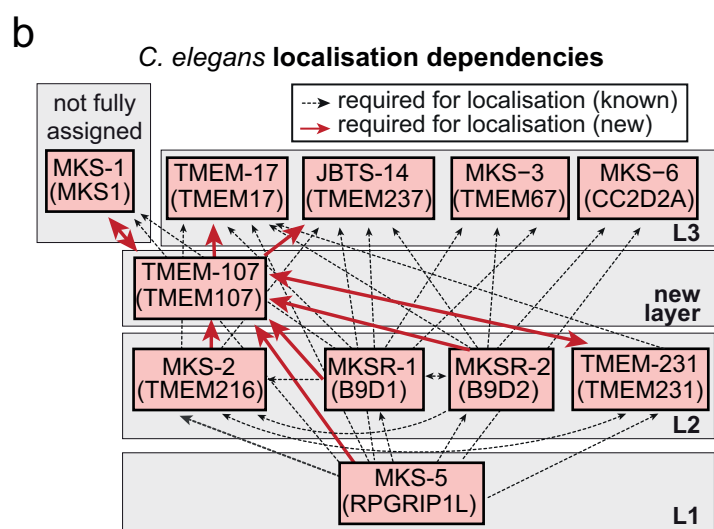 b
C. elegans localisation dependencies
required for localisation (known)
required for localisation (new)
not fully
assigned
MKS-1
(MKS1)
TMEM-17
(TMEM17)
JBTS-14
(TMEM237)
MKS−3
(TMEM67)
MKS−6
(CC2D2A)
L3
TMEM-107
(TMEM107)
new
layer
MKS-2
(TMEM216)
MKSR-1
(B9D1)
MKSR-2
(B9D2)
TMEM-231
(TMEM231)
L2
MKS-5
(RPGRIP1L)
L1